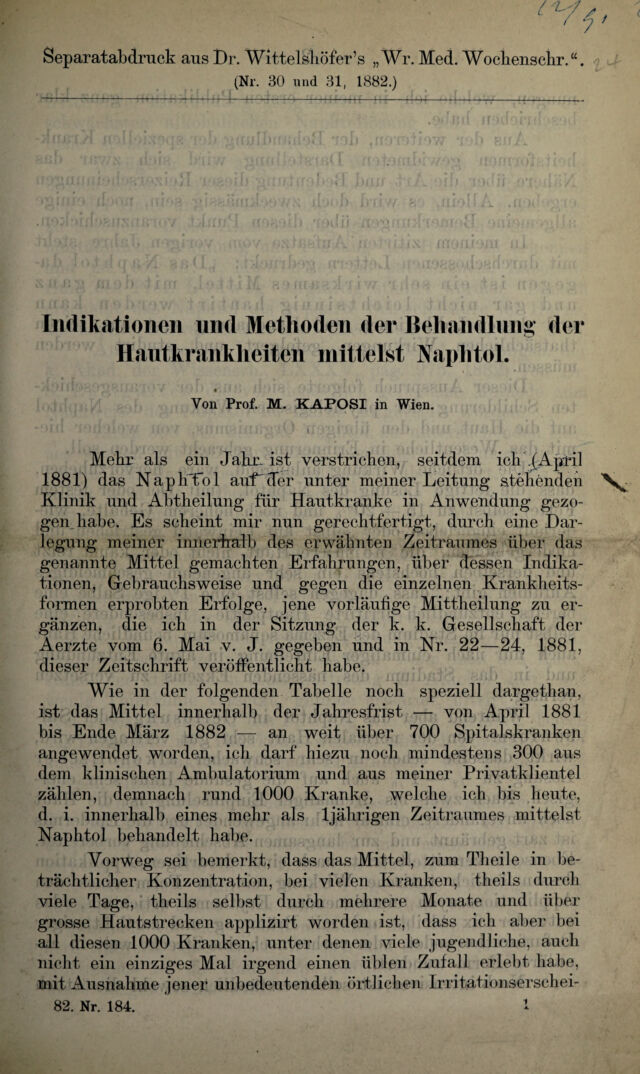 Separatabdruck aus Dr. Wittelshöfer's „Wr. Med. Wochenschr.“.
(Nr. 30 und 31, 1882.)
Indikationen und Methoden der Behandlung der
Hautkrankheiten mittelst Naphtol.
Von Prof. M. KAPOSI in Wien.
Mehr als ein Jahr ist verstrichen, seitdem ich (April
1881) das Naphtol auf der unter meiner Leitung stehenden
Klinik und Abtheilung für Hautkranke in Anwendung gezo-
gen habe. Es scheint mir nun gerechtfertigt, durch eine Dar-
legung meiner innerhalb des erwähnten Zeitraumes über das
genannte Mittel gemachten Erfahrungen, über dessen Indika-
tionen, Gebrauchsweise und gegen die einzelnen Krankheits-
formen erprobten Erfolge, jene vorläufige Mittheilung zu er-
gänzen, die ich in der Sitzung der k. k. Gesellschaft der
Aerzte vom 6. Mai v. J. gegeben und in Nr. 22—24, 1881,
dieser Zeitschrift veröffentlicht habe.
Wie in der folgenden Tabelle noch speziell dargethan,
ist das Mittel innerhalb der Jahresfrist — von April 1881
bis Ende März 1882 — an weit über 700 Spitalskranken
angewendet worden, ich darf hiezu noch mindestens 300 aus
dem klinischen Ambulatorium und aus meiner Privatklientel
zählen, demnach rund 1000 Kranke, welche ich bis heute,
d. i. innerhalb eines mehr als 1jährigen Zeitraumes mittelst
Naphtol behandelt habe.
Vorweg sei bemerkt, dass das Mittel, zum Theile in be-
trächtlicher Konzentration, bei vielen Kranken, theils durch
viele Tage, theils selbst durch mehrere Monate und über
grosse Hautstrecken applizirt worden ist, dass ich aber bei
all diesen 1000 Kranken, unter denen viele jugendliche, auch
nicht ein einziges Mal irgend einen üblen Zufall erlebt habe,
mit Ausnahme jener unbedeutenden örtlichen Irritationserschei-
82. Nr. 184. 1